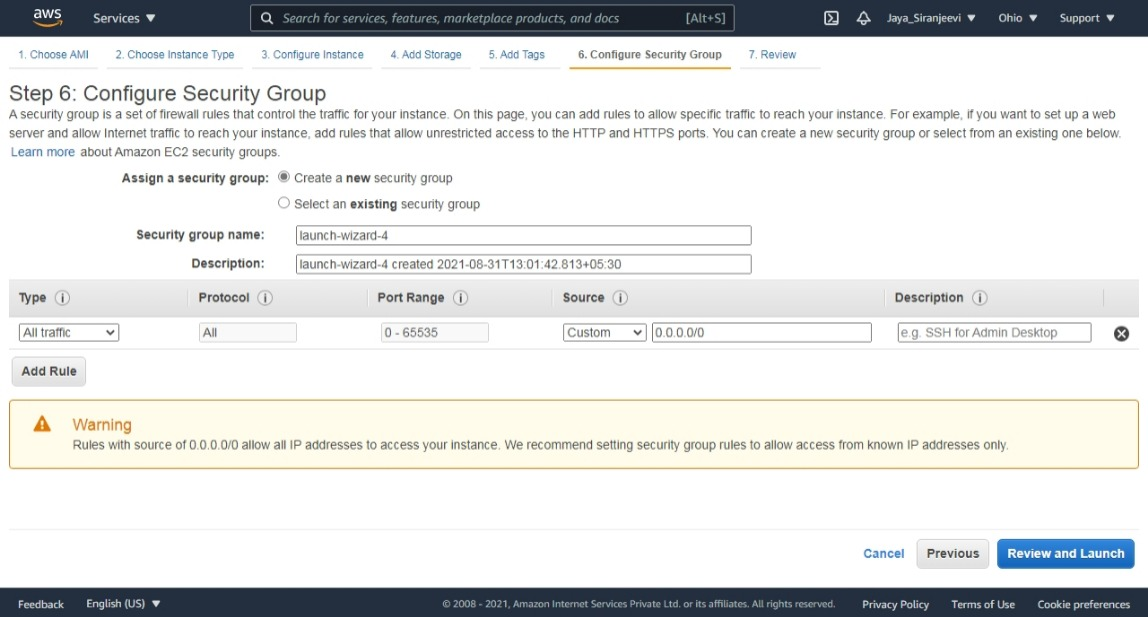 aws
Services
Search for services, features, marketplace products, and docs [Alt+S]
Jaya_Siranjeevi
Ohio
Support
1. Choose AMI
2. Choose Instance Type
3. Configure Instance
4. Add Storage
5. Add Tags
6. Configure Security Group
7. Review
Step 6: Configure Security Group
A security group is a set of firewall rules that control the traffic for your instance. On this page, you can add rules to allow specific traffic to reach your instance. For example, if you want to set up a web
server and allow Internet traffic to reach your instance, add rules that allow unrestricted access to the HTTP and HTTPS ports. You can create a new security group or select from an existing one below.
Learn more about Amazon EC2 security groups.
Assign a security group: Create a new security group
Select an existing security group
Security group name: launch-wizard-4
Description: launch-wizard-4 created 2021-08-31T13:01:42.813+05:30
Type i Protocol i Port Range i Source i Description i
All traffic All 0 - 65535 Custom 0.0.0.0/0 e.g. SSH for Admin Desktop
Add Rule
Warning
Rules with source of 0.0.0.0/0 allow all IP addresses to access your instance. We recommend setting security group rules to allow access from known IP addresses only.
Cancel Previous Review and Launch
Feedback English (US) © 2008 - 2021, Amazon Internet Services Private Ltd. or its affiliates. All rights reserved. Privacy Policy Terms of Use Cookie preferences